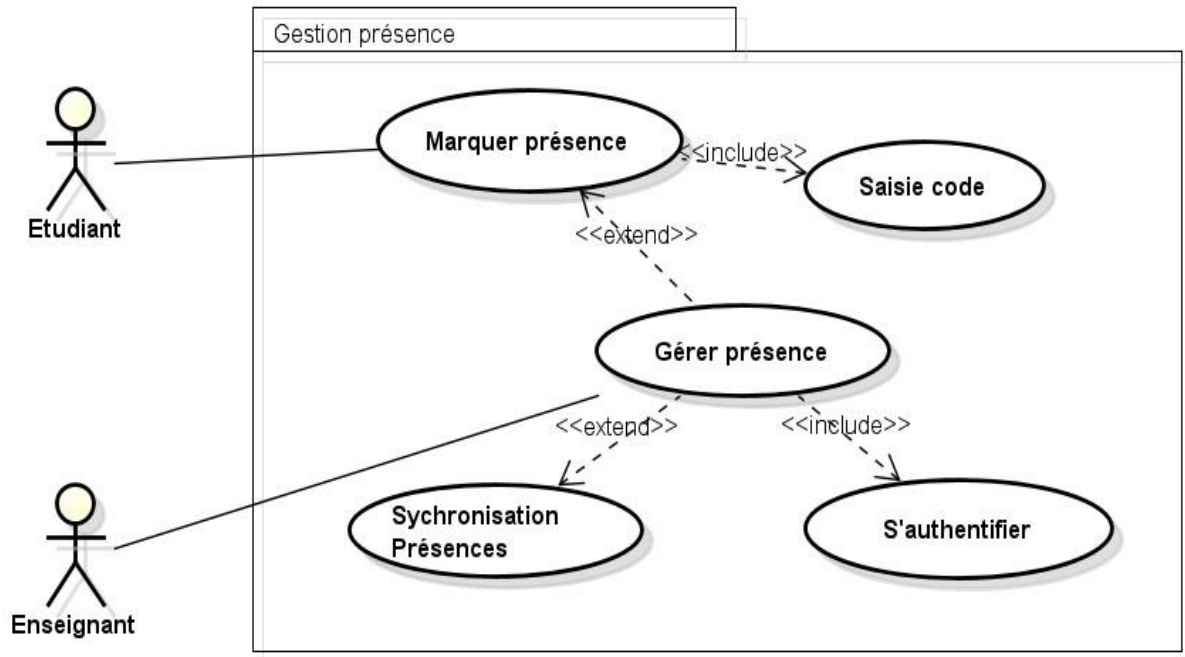 Gestion présence
Marquer présence
<<include>>
Saisie code
Etudiant
<<extend>>
Gérer présence
<<extend>>
<<include>>
Sychronisation
Présences
S'authentifier
Enseignant